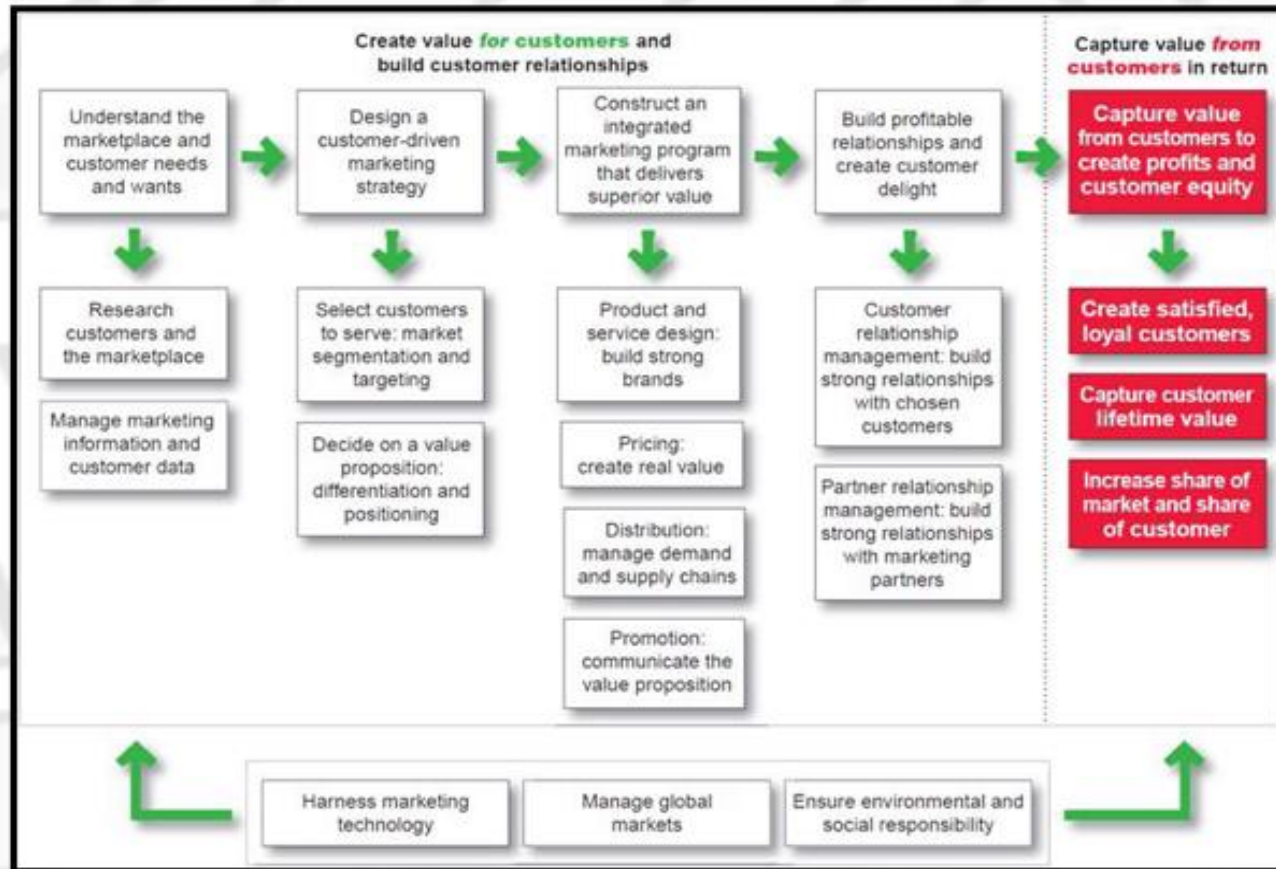 Create value for customers and
build customer relationships
Capture value from
customers in return
Understand the
marketplace and
customer needs
and wants
Design a
customer-driven
marketing
strategy
Construct an
integrated
marketing program
that delivers
superior value
Build profitable
relationships and
create customer
delight
Capture value
from customers to
create profits and
customer equity
Research
customers and
the marketplace
Manage marketing
information and
customer data
Select customers
to serve: market
segmentation and
targeting
Decide on a value
proposition:
differentiation and
positioning
Product and
service design:
build strong
brands
Pricing:
create real value
Distribution:
manage demand
and supply chains
Promotion:
communicate the
value proposition
Customer
relationship
management: build
strong relationships
with chosen
customers
Partner relationship
management: build
strong relationships
with marketing
partners
Create satisfied,
loyal customers
Capture customer
lifetime value
Increase share of
market and share
of customer
Harness marketing
technology
Manage global
markets
Ensure environmental and
social responsibility